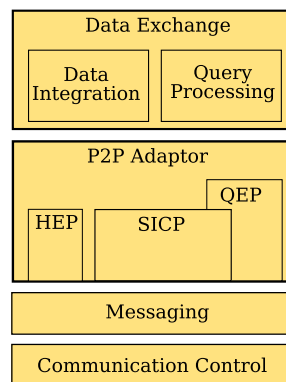 Data Exchange
Data
Integration
Query
Processing
P2P Adaptor
QEP
HEP
SICP
Messaging
Communication Control